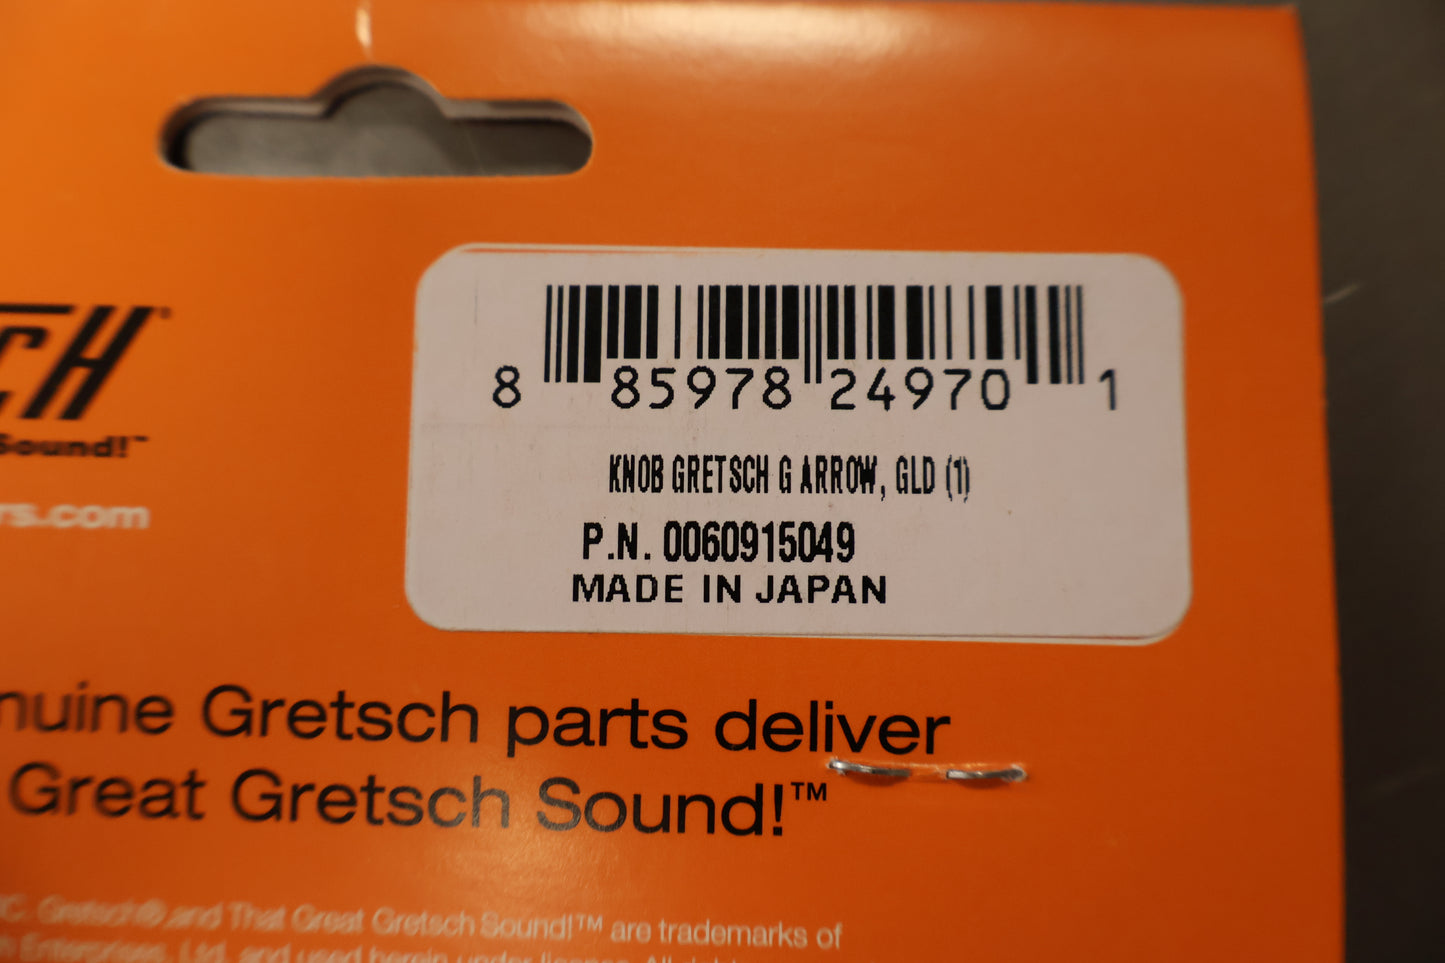 8 85978 24970 1
KNOB GRETSCH G ARROW, GLD (1)
P.N. 0060915049
MADE IN JAPAN
CH®
Sound!™
rs.com
nuine Gretsch parts deliver
Great Gretsch Sound!™
C. Gretsch® and That Great Gretsch Sound!™ are trademarks of
Enterprises, Ltd. and used herein under license. All